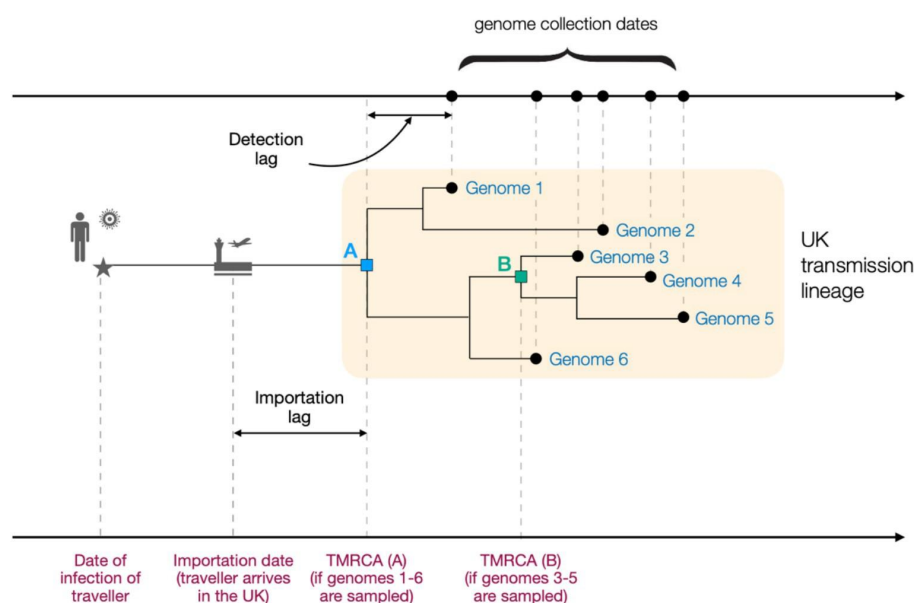 genome collection dates
Detection
lag
Genome 1
A
Genome 2
UK
transmission
lineage
B
Genome 3
Genome 4
Genome 5
Genome 6
Importation
lag
Date of
infection of
traveller
Importation date
(traveller arrives
in the UK)
TMRCA (A)
(if genomes 1-6
are sampled)
TMRCA (B)
(if genomes 3-5
are sampled)